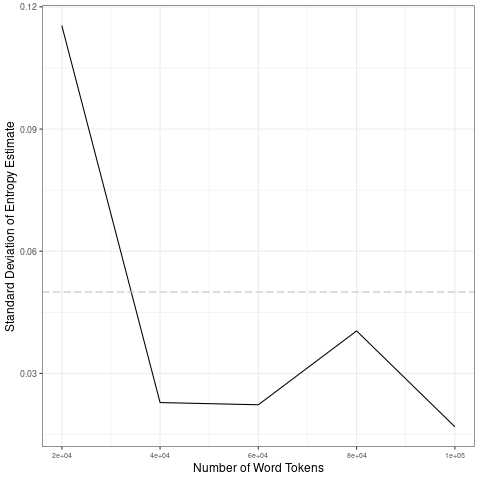 0.12
0.09
0.06
0.03
Standard Deviation of Entropy Estimate
2e+04 4e+04 6e+04 8e+04 1e+05
Number of Word Tokens